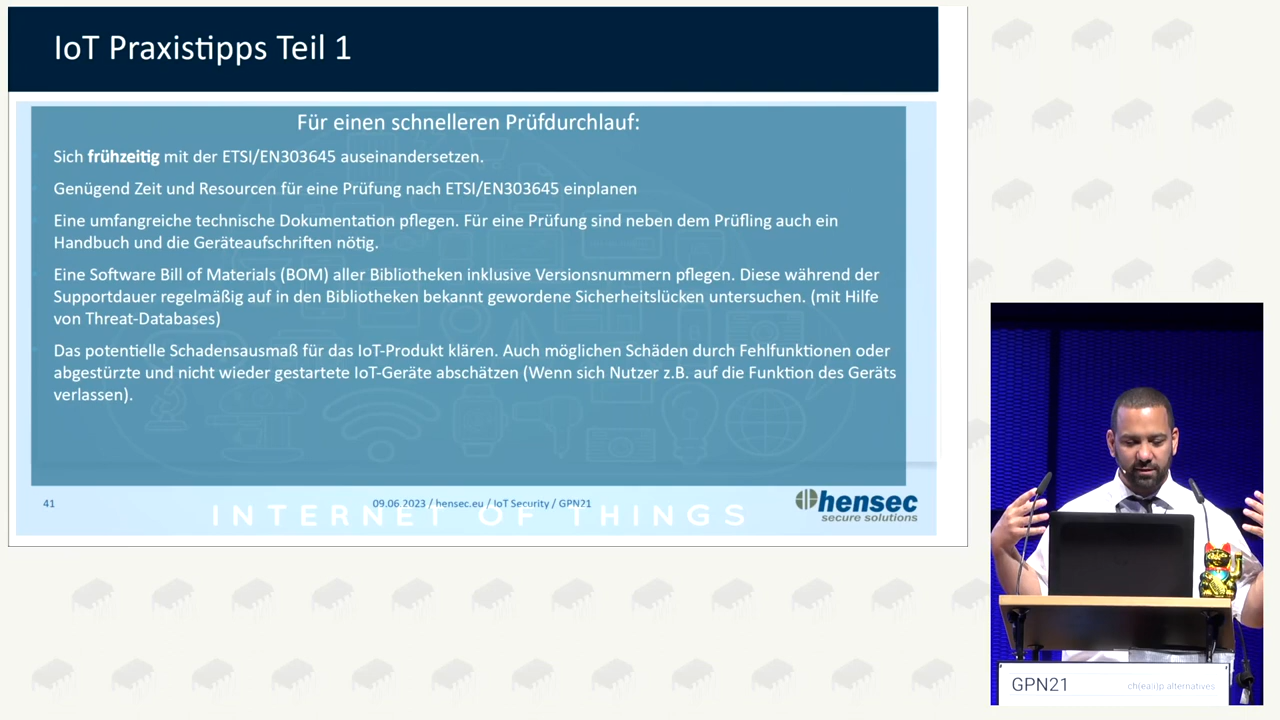 IoT Praxistipps Teil 1
Für einen schnelleren Prüfdurchlauf:
Sich frühzeitig mit der ETSI/EN303645 auseinandersetzen.
Genügend Zeit und Resourcen für eine Prüfung nach ETSI/EN303645 einplanen
Eine umfangreiche technische Dokumentation pflegen. Für eine Prüfung sind neben dem Prüfling auch ein
Handbuch und die Geräteaufschriften nötig.
Eine Software Bill of Materials (BOM) aller Bibliotheken inklusive Versionsnummern pflegen. Diese während der
Supportdauer regelmäßig auf in den Bibliotheken bekannt gewordene Sicherheitslücken untersuchen. (mit Hilfe
von Threat-Databases)
Das potentielle Schadensausmaß für das IoT-Produkt klären. Auch möglichen Schäden durch Fehlfunktionen oder
abgestürzte und nicht wieder gestartete IoT-Geräte abschätzen (Wenn sich Nutzer z.B. auf die Funktion des Geräts
verlassen).
41
09.06.2023 / hensec.eu / IoT Security / GPN21
INTERNET OF THINGS
hensec
secure solutions
GPN21
ch(ea:i)p alternatives